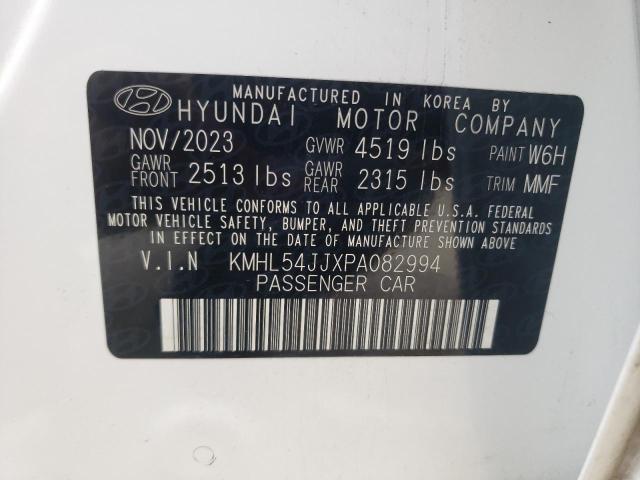 MANUFACTURED IN KOREA BY
HYUNDAI MOTOR COMPANY
NOV/2023 GVWR 4519 lbs PAINT W6H
GAWR FRONT 2513 lbs GAWR REAR 2315 lbs TRIM MMF
THIS VEHICLE CONFORMS TO ALL APPLICABLE U.S.A. FEDERAL
MOTOR VEHICLE SAFETY, BUMPER, AND THEFT PREVENTION STANDARDS
IN EFFECT ON THE DATE OF MANUFACTURE SHOWN ABOVE.
V.I.N KMHL54JJXPA082994
PASSENGER CAR